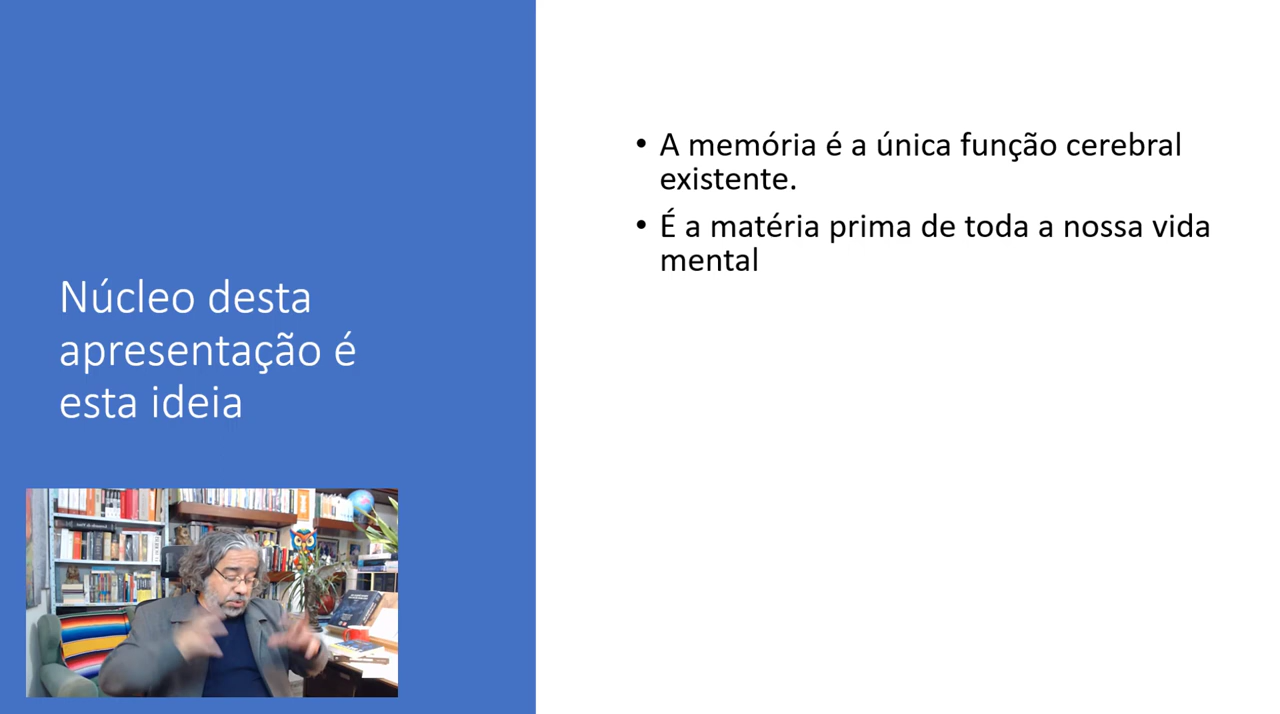 Núcleo desta
apresentação é
esta ideia
• A memória é a única função cerebral
existente.
• É a matéria prima de toda a nossa vida
mental